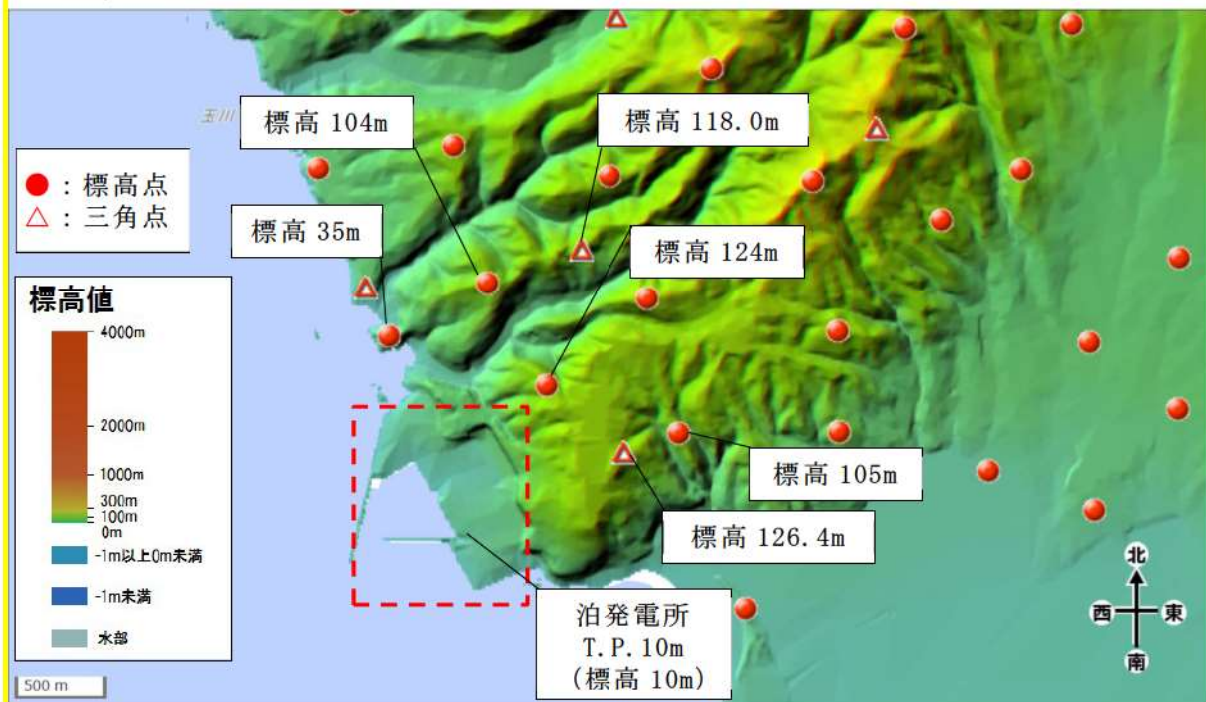 玉川
標高 104m
標高 118.0m
●：標高点
△：三角点
標高 35m
標高 124m
標高値
4000m
2000m
1000m
300m
100m
0m
-1m以上0m未満
-1m未満
水部
標高 105m
標高 126.4m
泊発電所
T.P.10m
(標高 10m)
北
西 東
南
500 m